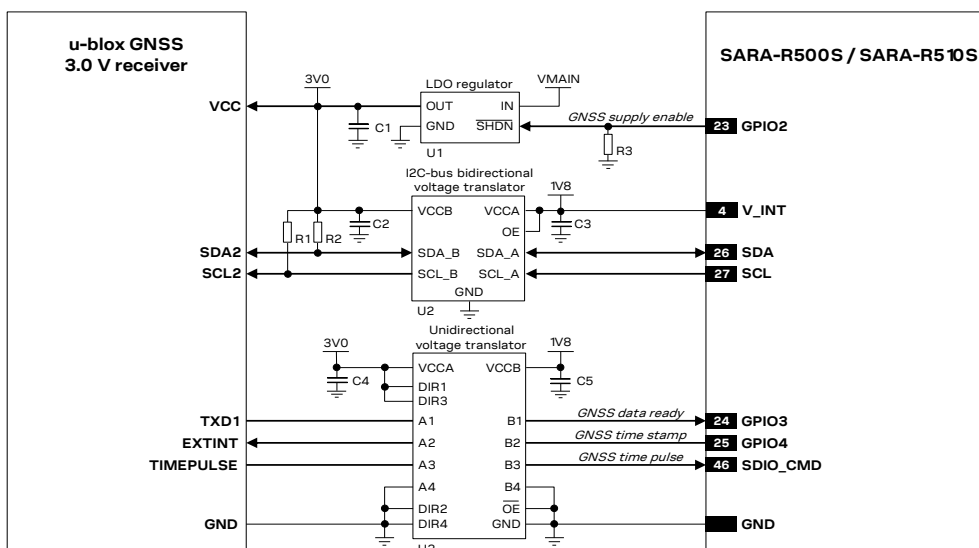 u-blox GNSS
3.0 V receiver
SARA-R500S / SARA-R510S
3V0
LDO regulator
VMAIN
VCC
OUT
IN
C1
GND
SHDN
GNSS supply enable
23
GPIO2
U1
R3
I2C-bus bidirectional
voltage translator
1V8
VCCB
VCCA
4
V_INT
C2
OE
C3
R1
R2
SDA2
SDA_B
SDA_A
26
SDA
SCL2
SCL_B
SCL_A
27
SCL
GND
U2
Unidirectional
voltage translator
3V0
1V8
VCCA
VCCB
C4
DIR1
C5
DIR3
TXD1
A1
B1
GNSS data ready
24
GPIO3
EXTINT
A2
B2
GNSS time stamp
25
GPIO4
TIMEPULSE
A3
B3
GNSS time pulse
46
SDIO_CMD
A4
B4
DIR2
OE
GND
DIR4
GND
GND